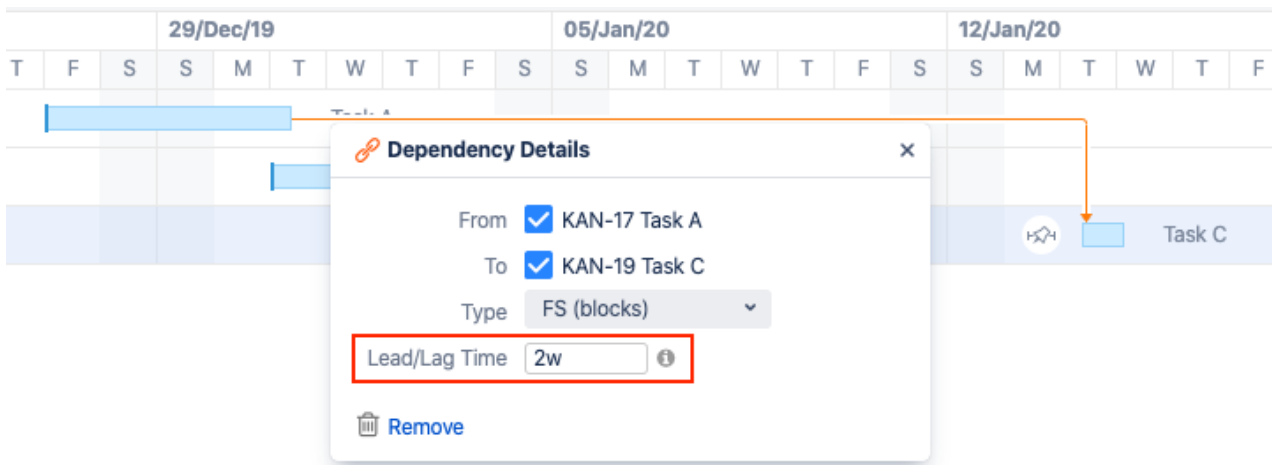 29/Dec/19 05/Jan/20 12/Jan/20
T F S S M T W T F S S M T W T F S S M T W T F
Dependency Details
From KAN-17 Task A
To KAN-19 Task C
Type FS (blocks)
Lead/Lag Time 2w
Remove
Task C